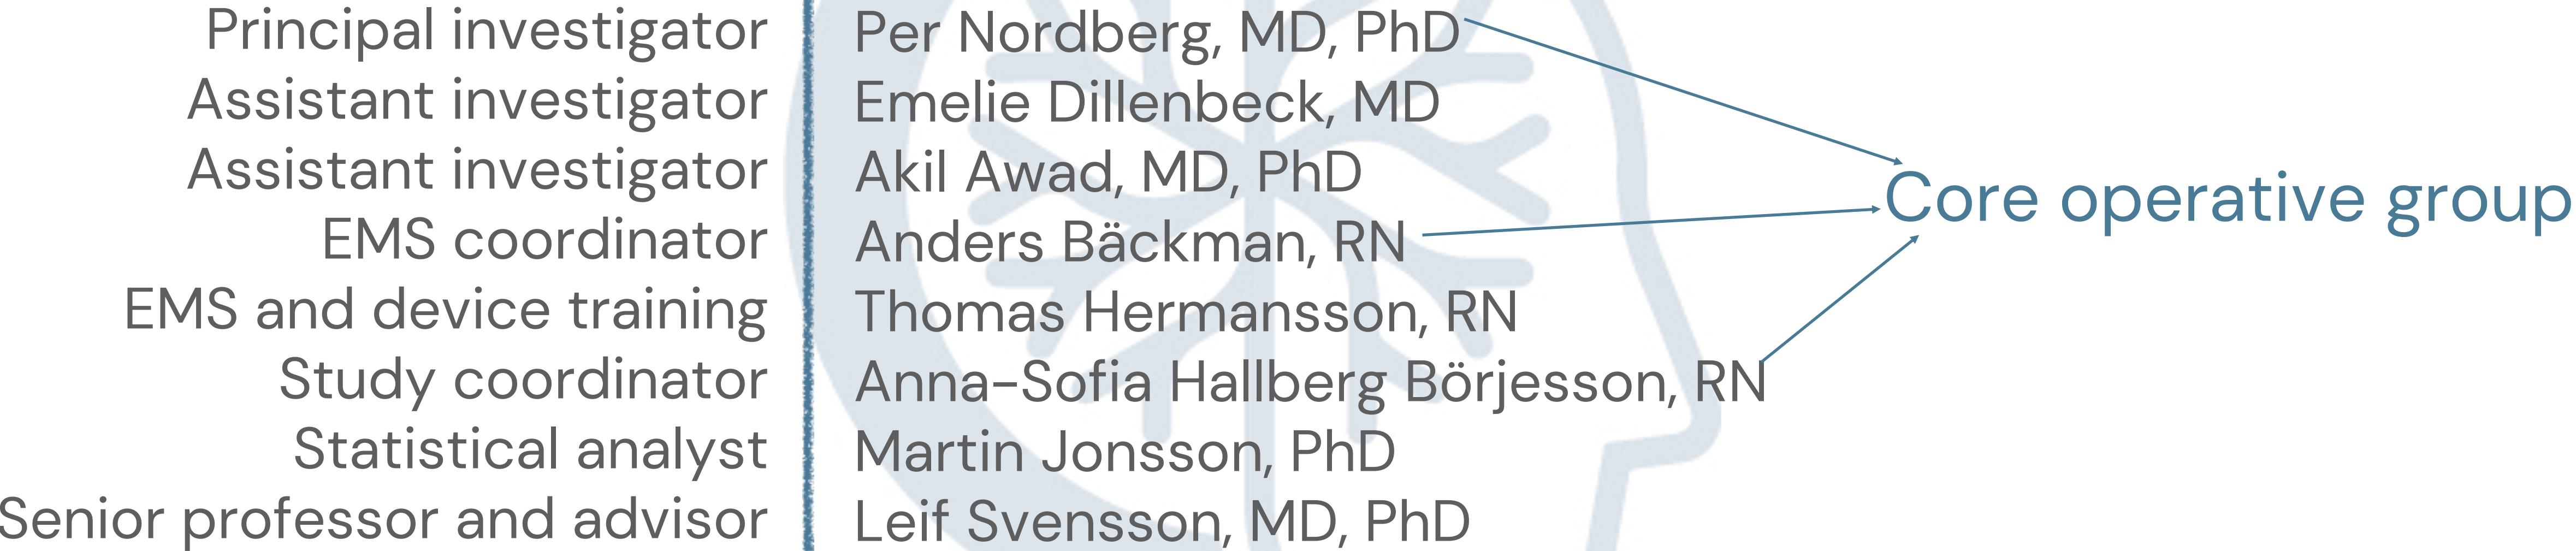 Principal investigator Per Nordberg, MD, PhD
Assistant investigator Emelie Dillenbeck, MD
Assistant investigator Akil Awad, MD, PhD
EMS coordinator Anders Bäckman, RN
EMS and device training Thomas Hermansson, RN
Study coordinator Anna-Sofia Hallberg Börjesson, RN
Statistical analyst Martin Jonsson, PhD
Senior professor and advisor Leif Svensson, MD, PhD
Core operative group